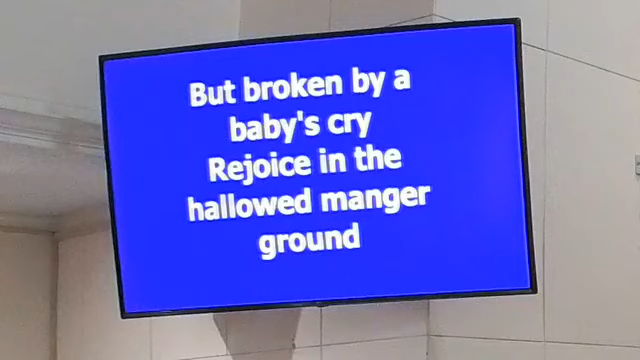 But broken by a
baby's cry
Rejoice in the
hallowed manger
ground